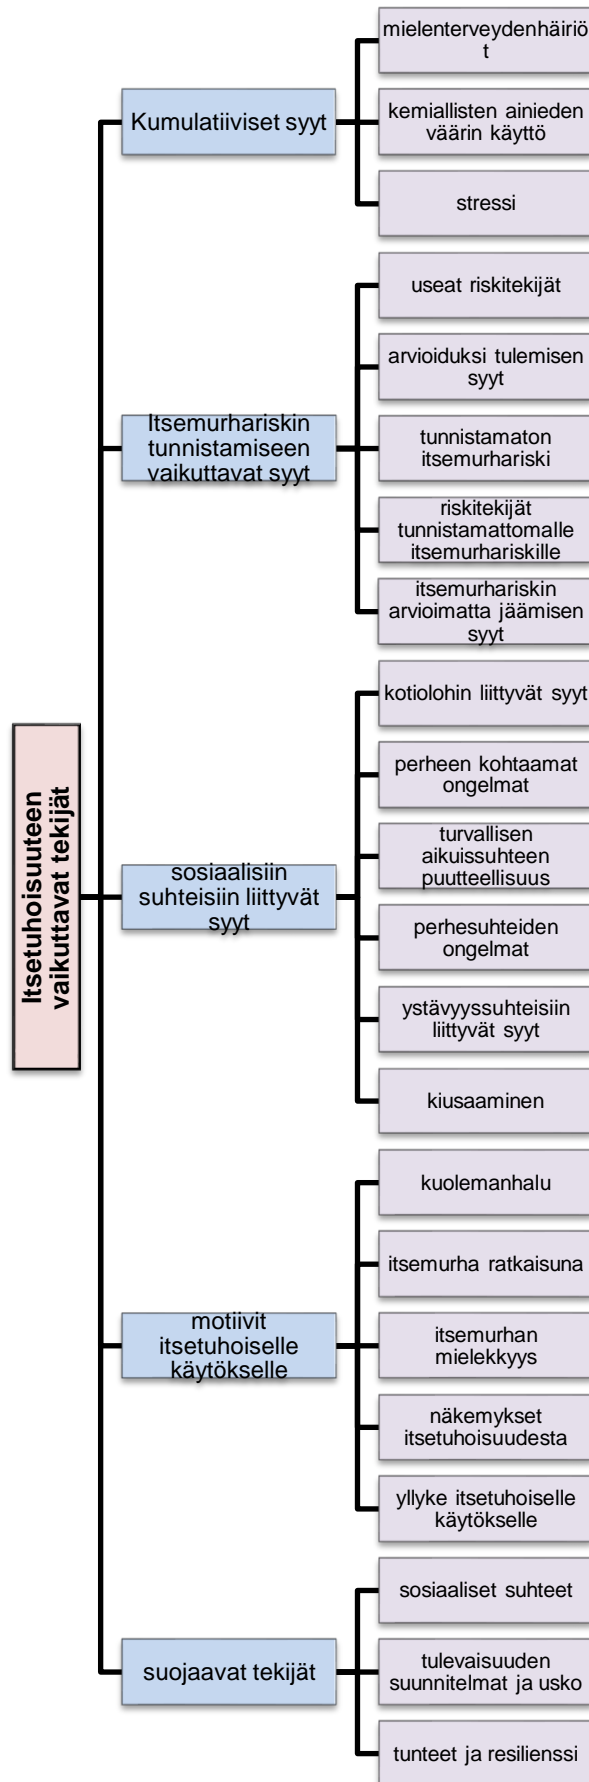 Itsetuhoisuuteen
vaikuttavat tekijät
Kumulatiiviset syyt
mielenterveydenhäiriö
t
kemiallisten ainieden
väärin käyttö
stressi
Itsemurhariskin
tunnistamiseen
vaikuttavat syyt
useat riskitekijät
arvioiduksi tulemisen
syyt
tunnistamaton
itsemurhariski
riskitekijät
tunnistamattomalle
itsemurhariskille
itsemurhariskin
arvioimatta jäämisen
syyt
sosiaalisiin
suhteisiin liittyvät
syyt
kotiolohin liittyvät syyt
perheen kohtaamat
ongelmat
turvallisen
aikuissuhteen
puutteellisuus
perhesuhteiden
ongelmat
ystävyyssuhteisiin
liittyvät syyt
kiusaaminen
motiivit
itsetuhoiselle
käytökselle
kuolemanhalu
itsemurha ratkaisuna
itsemurhan
mielekkyys
näkemykset
itsetuhoisuudesta
yllyke itsetuhoiselle
käytökselle
suojaavat tekijät
sosiaaliset suhteet
tulevaisuuden
suunnitelmat ja usko
tunteet ja resilienssi